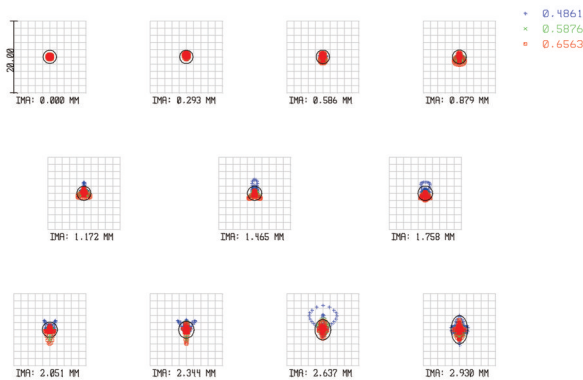 + 0.4861
× 0.5876
▫ 0.6563
20.00
IMA: 0.000 MM
IMA: 0.293 MM
IMA: 0.586 MM
IMA: 0.879 MM
IMA: 1.172 MM
IMA: 1.465 MM
IMA: 1.758 MM
IMA: 2.051 MM
IMA: 2.344 MM
IMA: 2.637 MM
IMA: 2.930 MM